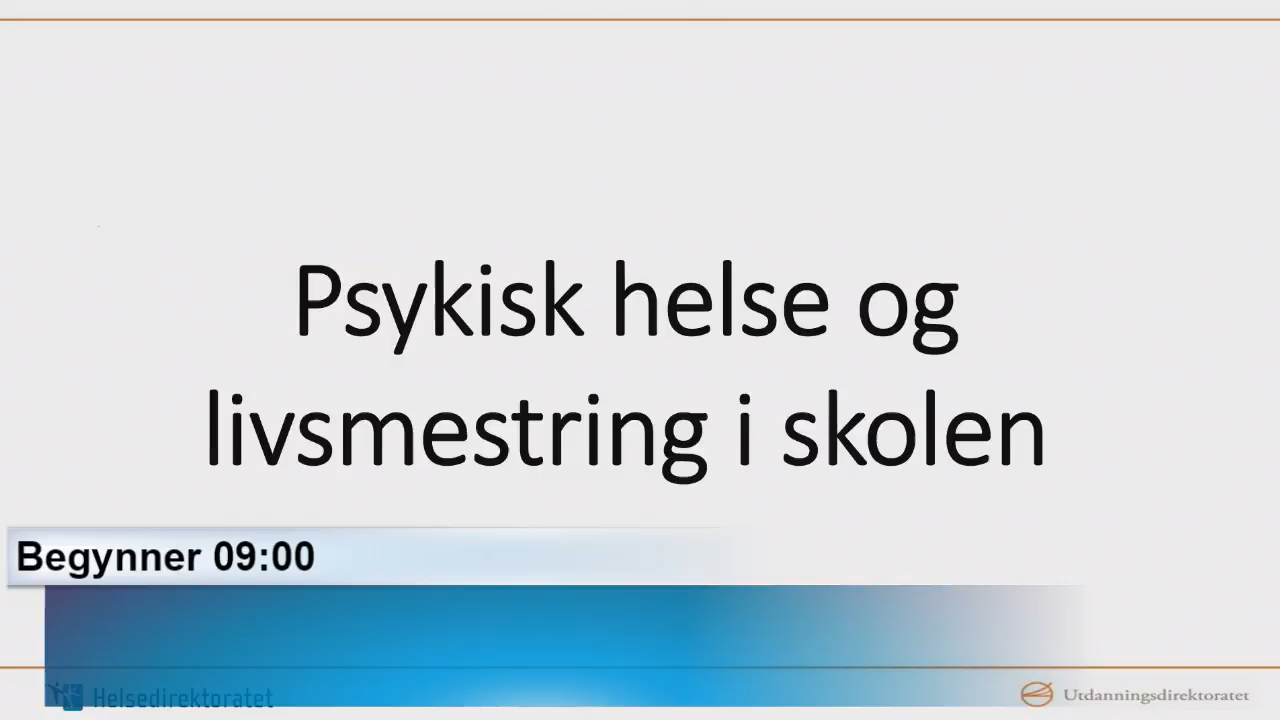 Psykisk helse og
livsmestring i skolen
Begynner 09:00
Helsedirektoratet
Utdanningsdirektoratet